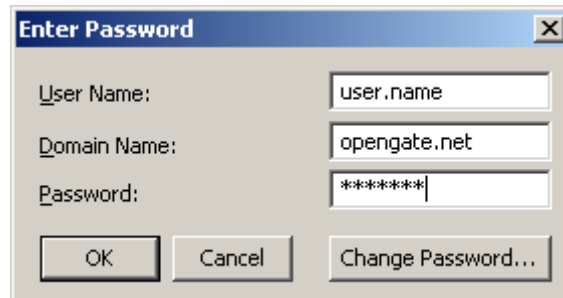 Enter Password
User Name: user.name
Domain Name: opengate.net
Password: *******
OK Cancel Change Password...